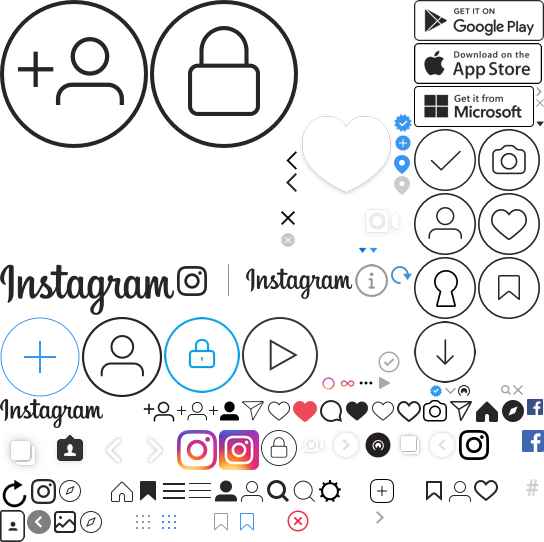 GET IT ON
Google Play
Download on the
App Store
Get it from
Microsoft
Instagram
Instagram
Instagram
#